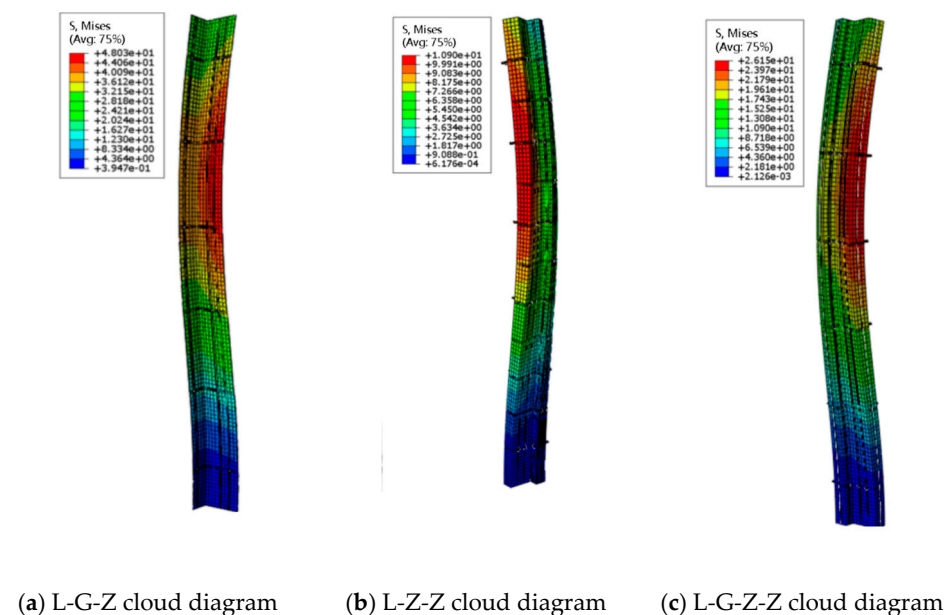 S, Mises
(Avg: 75%)
+4.803e+01
+4.406e+01
+4.009e+01
+3.612e+01
+3.215e+01
+2.818e+01
+2.421e+01
+2.024e+01
+1.627e+01
+1.230e+01
+8.334e+00
+4.364e+00
+3.947e-01
S, Mises
(Avg: 75%)
+1.090e+01
+9.991e+00
+9.083e+00
+8.175e+00
+7.266e+00
+6.358e+00
+5.450e+00
+4.542e+00
+3.634e+00
+2.725e+00
+1.817e+00
+9.088e-01
+6.176e-04
S, Mises
(Avg: 75%)
+2.615e+01
+2.397e+01
+2.179e+01
+1.961e+01
+1.743e+01
+1.525e+01
+1.308e+01
+1.090e+01
+8.718e+00
+6.539e+00
+4.360e+00
+2.181e+00
+2.126e-03
(a) L-G-Z cloud diagram
(b) L-Z-Z cloud diagram
(c) L-G-Z-Z cloud diagram